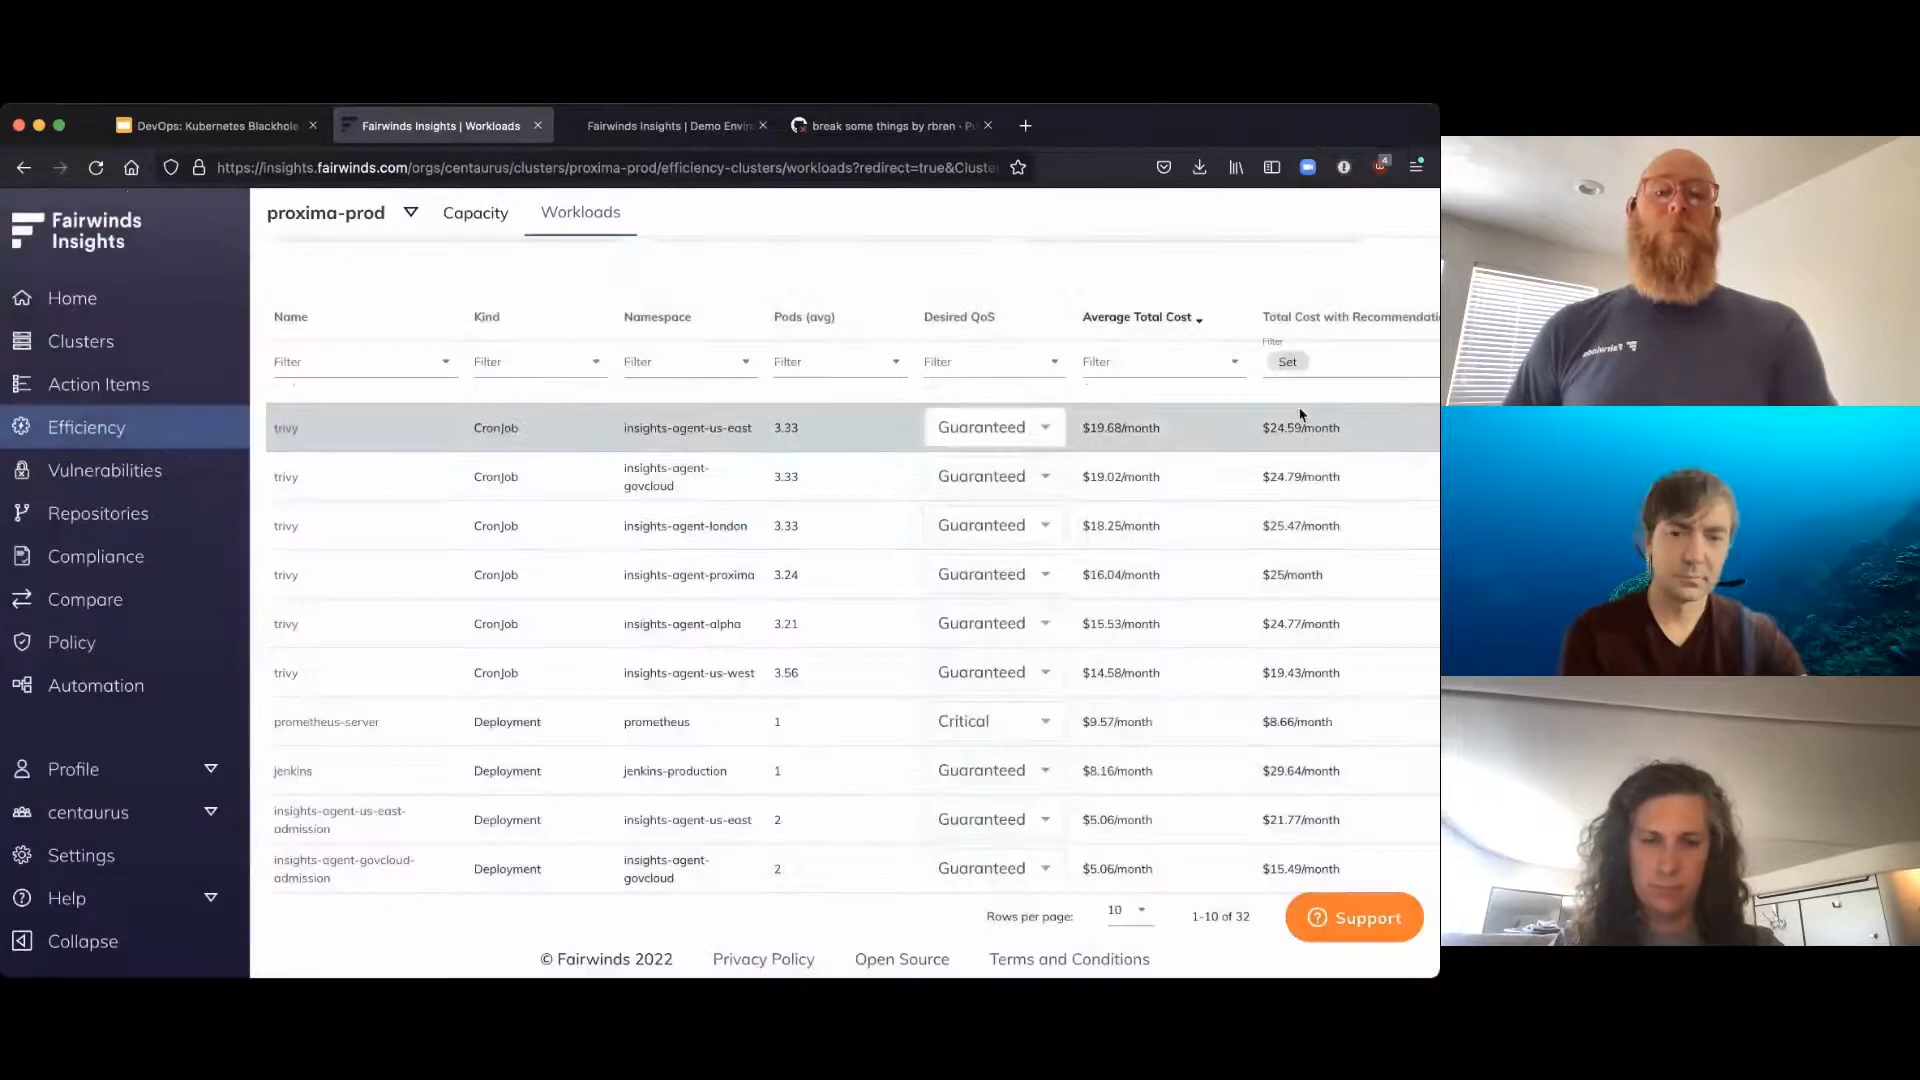 DevOps: Kubernetes Blackhole
Fairwinds Insights | Workloads
Fairwinds Insights | Demo Envir
break some things by rbren · Pu
https://insights.fairwinds.com/orgs/centaurus/clusters/proxima-prod/efficiency-clusters/workloads?redirect=true&Cluste
4
Fairwinds
Insights
Home
Clusters
Action Items
Efficiency
Vulnerabilities
Repositories
Compliance
Compare
Policy
Automation
Profile
centaurus
Settings
Help
Collapse
proxima-prod Capacity Workloads
Name Kind Namespace Pods (avg) Desired QoS Average Total Cost Total Cost with Recommendati
Filter
Filter Filter Filter Filter Filter Filter Set
trivy CronJob insights-agent-us-east 3.33 Guaranteed $19.68/month $24.59/month
trivy CronJob insights-agent-
govcloud 3.33 Guaranteed $19.02/month $24.79/month
trivy CronJob insights-agent-london 3.33 Guaranteed $18.25/month $25.47/month
trivy CronJob insights-agent-proxima 3.24 Guaranteed $16.04/month $25/month
trivy CronJob insights-agent-alpha 3.21 Guaranteed $15.53/month $24.77/month
trivy CronJob insights-agent-us-west 3.56 Guaranteed $14.58/month $19.43/month
prometheus-server Deployment prometheus 1 Critical $9.57/month $8.66/month
jenkins Deployment jenkins-production 1 Guaranteed $8.16/month $29.64/month
insights-agent-us-east-
admission Deployment insights-agent-us-east 2 Guaranteed $5.06/month $21.77/month
insights-agent-govcloud-
admission Deployment insights-agent-
govcloud 2 Guaranteed $5.06/month $15.49/month
Rows per page: 10 1-10 of 32
Support
© Fairwinds 2022 Privacy Policy Open Source Terms and Conditions
Fairwinds